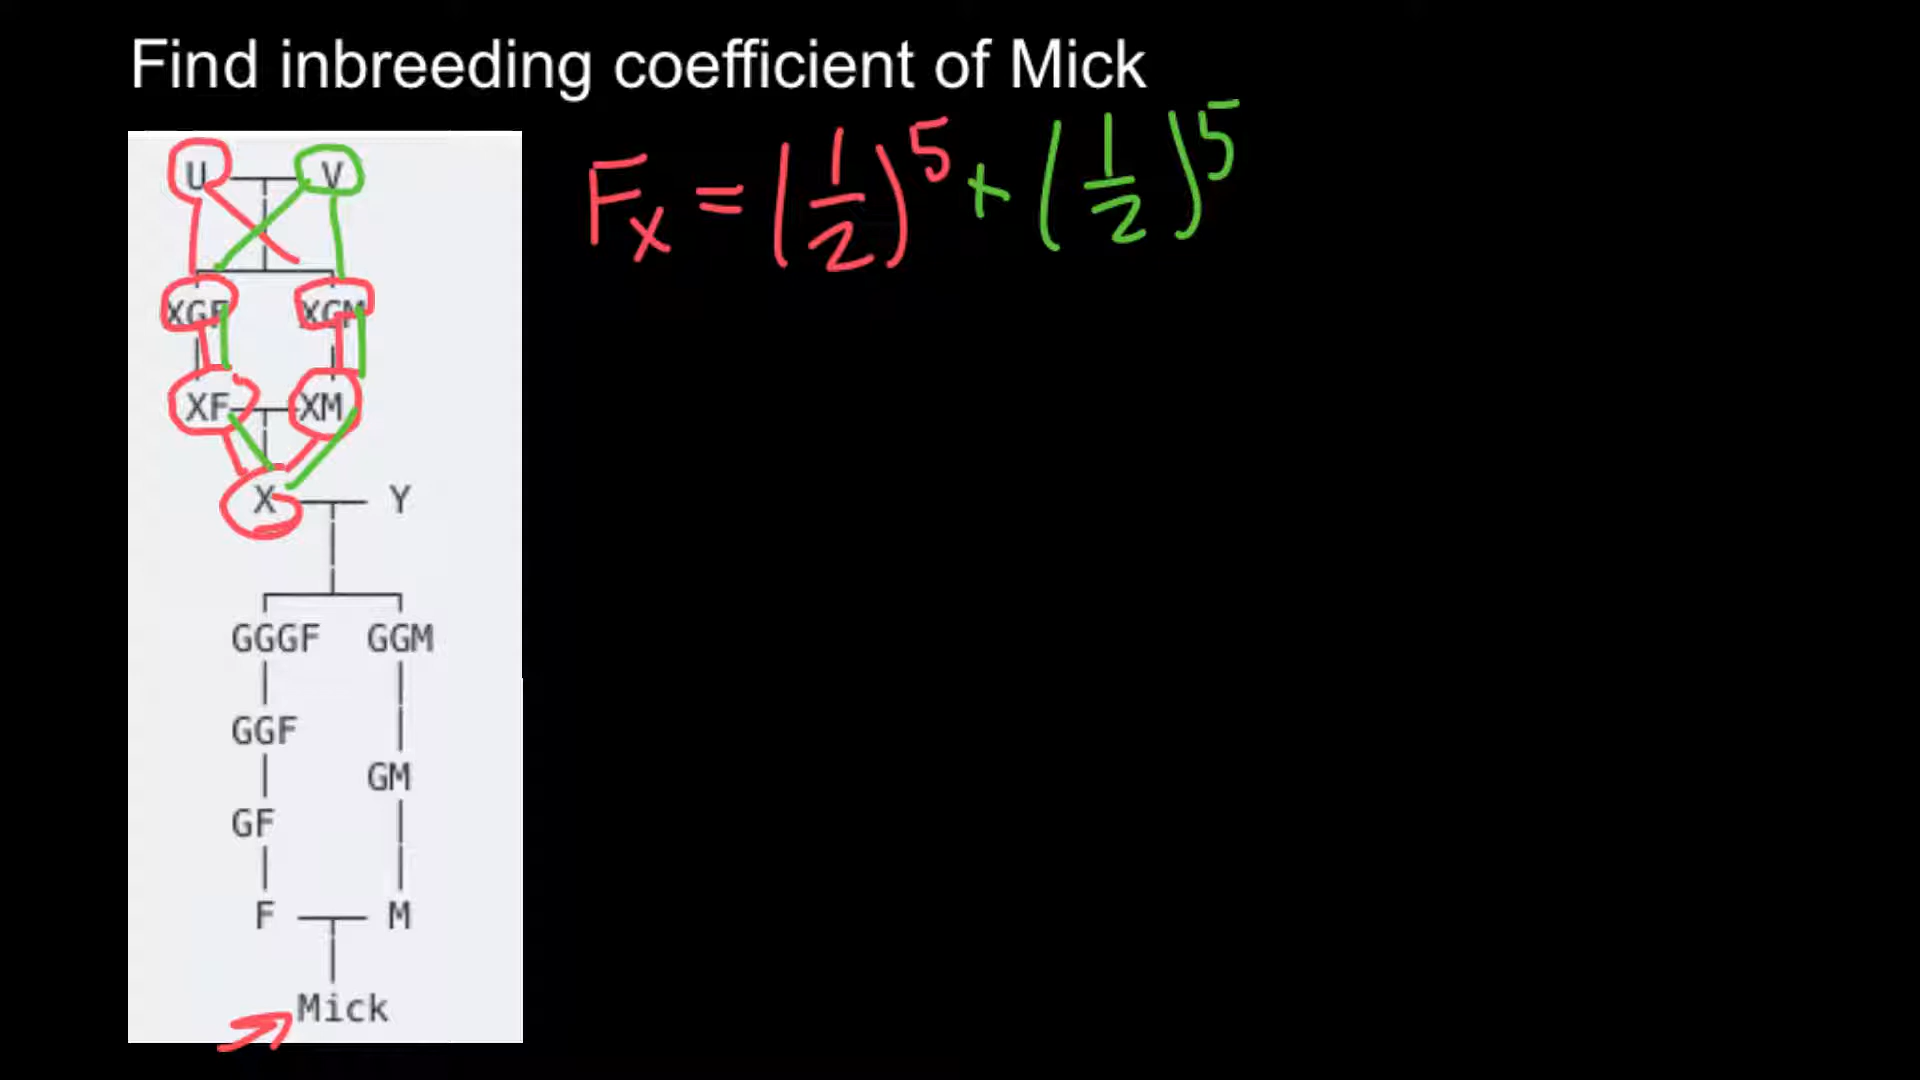 Find inbreeding coefficient of Mick
Fx = (1/2)^5 + (1/2)^5
U V
XGF XGM
XF XM
X Y
GGGF GGM
GGF
GM
GF
F M
Mick